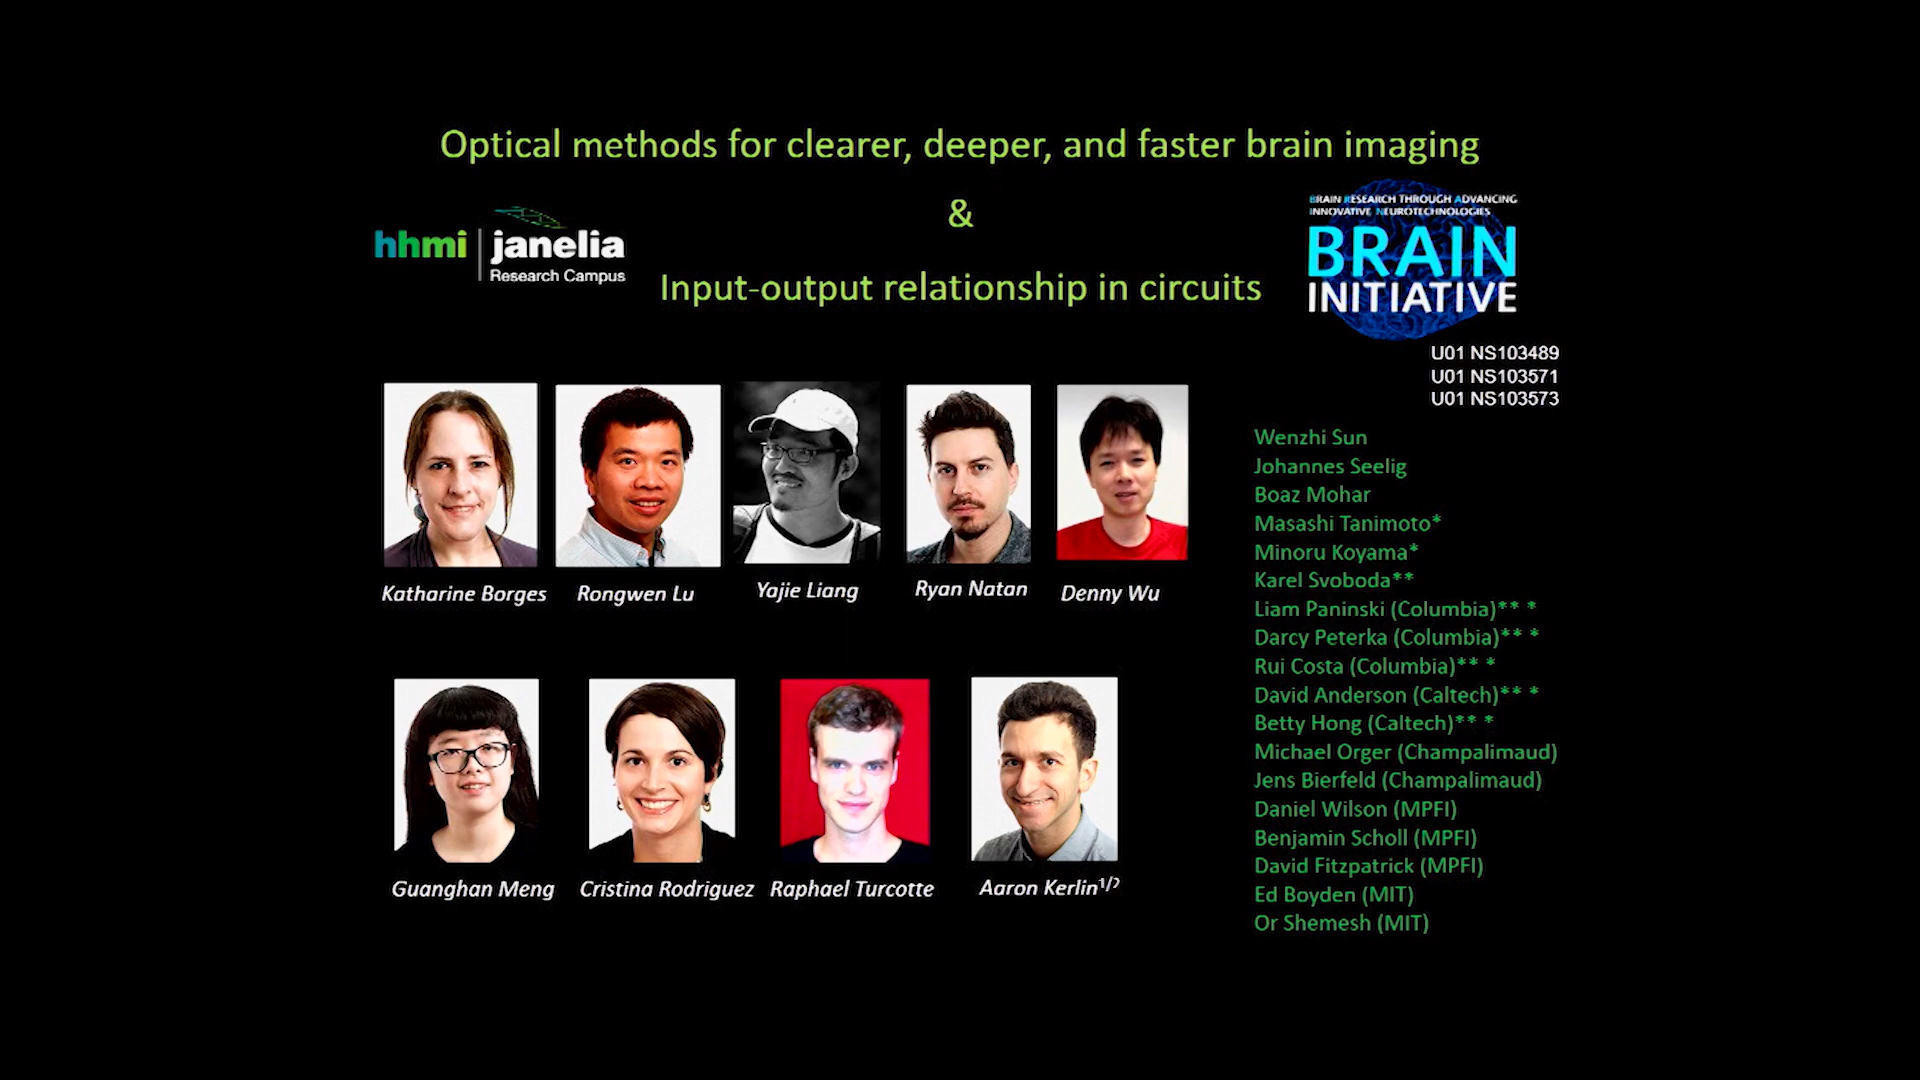 Optical methods for clearer, deeper, and faster brain imaging
&
Input-output relationship in circuits
hhmi janelia
Research Campus
BRAIN RESEARCH THROUGH ADVANCING
INNOVATIVE NEUROTECHNOLOGIES
BRAIN
INITIATIVE
U01 NS103489
U01 NS103571
U01 NS103573
Katharine Borges
Rongwen Lu
Yajie Liang
Ryan Natan
Denny Wu
Guanghan Meng
Cristina Rodriguez
Raphael Turcotte
Aaron Kerlin
Wenzhi Sun
Johannes Seelig
Boaz Mohar
Masashi Tanimoto*
Minoru Koyama*
Karel Svoboda**
Liam Paninski (Columbia)** *
Darcy Peterka (Columbia)** *
Rui Costa (Columbia)** *
David Anderson (Caltech)** *
Betty Hong (Caltech)** *
Michael Orger (Champalimaud)
Jens Bierfeld (Champalimaud)
Daniel Wilson (MPFI)
Benjamin Scholl (MPFI)
David Fitzpatrick (MPFI)
Ed Boyden (MIT)
Or Shemesh (MIT)